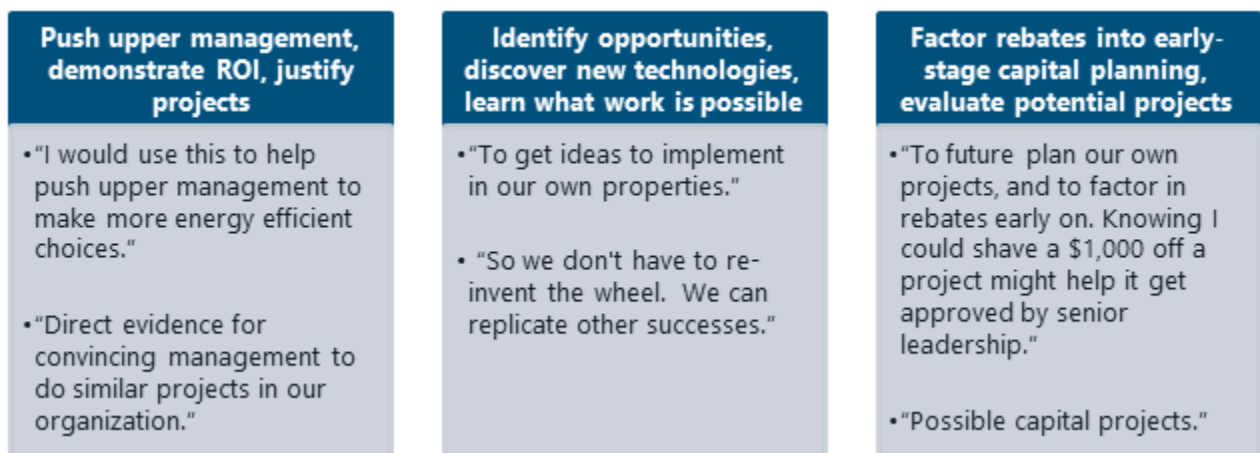 Push upper management,
demonstrate ROI, justify
projects
•“I would use this to help
push upper management to
make more energy efficient
choices.”
•“Direct evidence for
convincing management to
do similar projects in our
organization.”
Identify opportunities,
discover new technologies,
learn what work is possible
•“To get ideas to implement
in our own properties.”
• “So we don't have to re-
invent the wheel.  We can
replicate other successes.”
Factor rebates into early-
stage capital planning,
evaluate potential projects
•“To future plan our own
projects, and to factor in
rebates early on. Knowing I
could shave a $1,000 off a
project might help it get
approved by senior
leadership.”
•“Possible capital projects.”